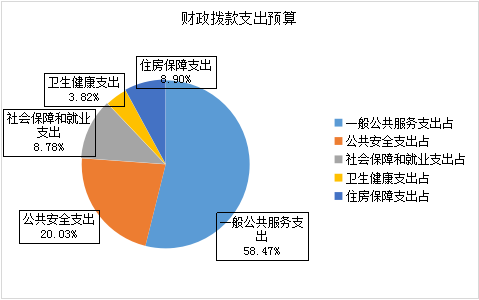 财政拨款支出预算
住房保障支出
8.90%
卫生健康支出
3.82%
社会保障和就业
支出
8.78%
公共安全支出
20.03%
一般公共服务支
出
58.47%
一般公共服务支出占
公共安全支出占
社会保障和就业支出占
卫生健康支出占
住房保障支出占